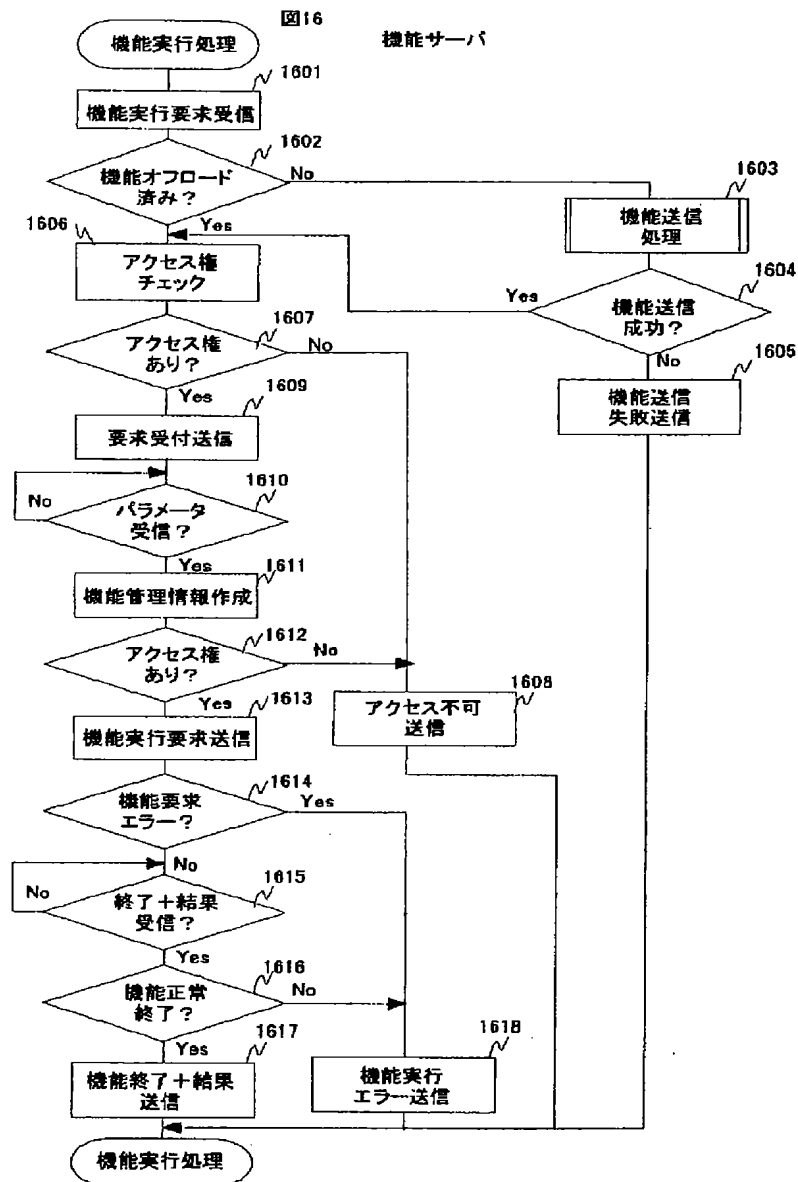 図16
機能サーバ
機能実行処理
1601
機能実行要求受信
1602
機能オフロード
済み？
No
Yes
1603
機能送信
処理
1604
機能送信
成功？
Yes
No
1605
機能送信
失敗送信
1606
アクセス権
チェック
1607
アクセス権
あり？
No
Yes
1609
要求受付送信
1610
パラメータ
受信？
No
Yes
1611
機能管理情報作成
1612
アクセス権
あり？
No
Yes
1608
アクセス不可
送信
1613
機能実行要求送信
1614
機能要求
エラー？
Yes
No
1615
終了＋結果
受信？
No
Yes
1616
機能正常
終了？
No
Yes
1617
機能終了＋結果
送信
1618
機能実行
エラー送信
機能実行処理